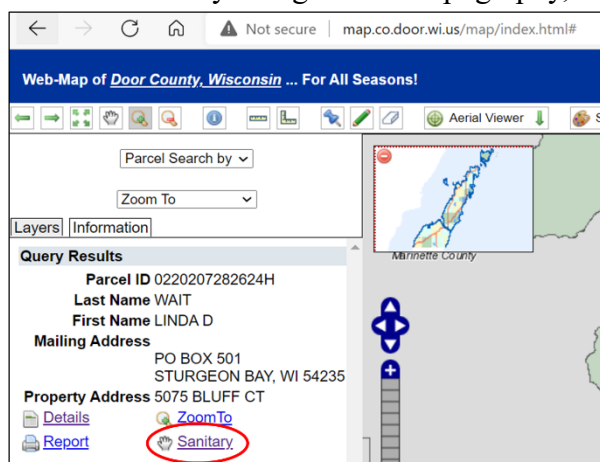 Not secure | map.co.door.wi.us/map/index.html#
Web-Map of Door County, Wisconsin ... For All Seasons!
Aerial Viewer
Parcel Search by
Zoom To
Layers Information
Query Results
Parcel ID 0220207282624H
Last Name WAIT
First Name LINDA D
Mailing Address
PO BOX 501
STURGEON BAY, WI 54235
Property Address 5075 BLUFF CT
Details ZoomTo
Report Sanitary
Marinette County